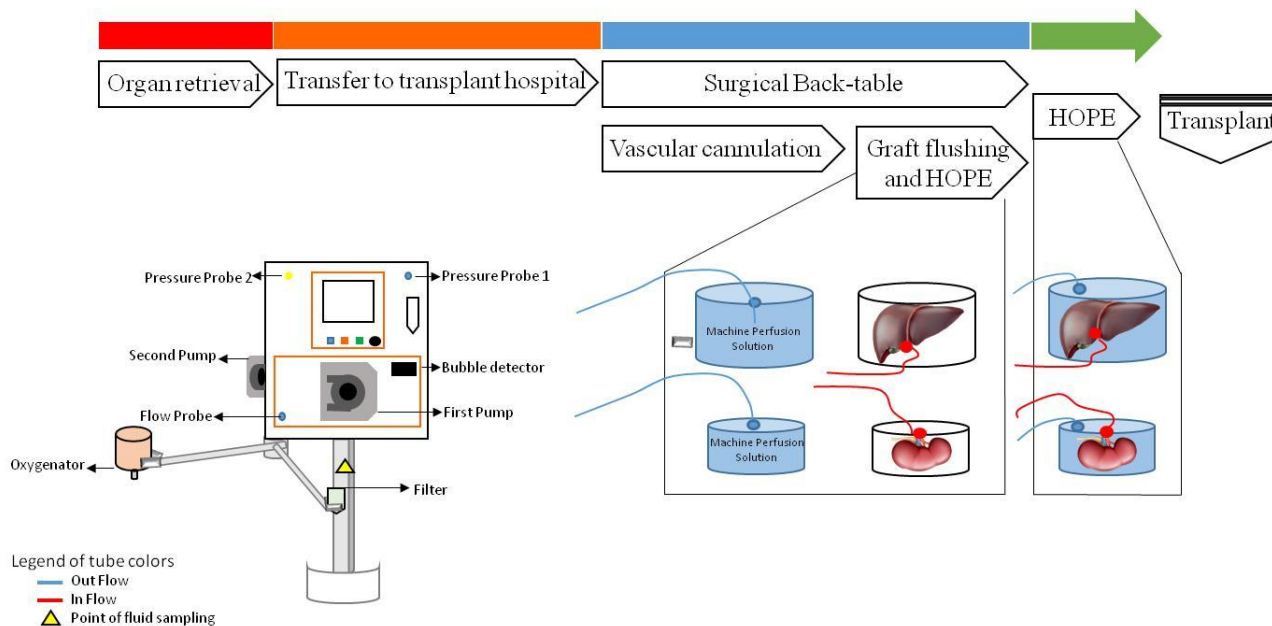 Organ retrieval
Transfer to transplant hospital
Surgical Back-table
HOPE
Transplant
Vascular cannulation
Graft flushing
and HOPE
Pressure Probe 2
Pressure Probe 1
Second Pump
Bubble detector
First Pump
Flow Probe
Oxygenator
Filter
Machine Perfusion
Solution
Machine Perfusion
Solution
Legend of tube colors
Out Flow
In Flow
Point of fluid sampling